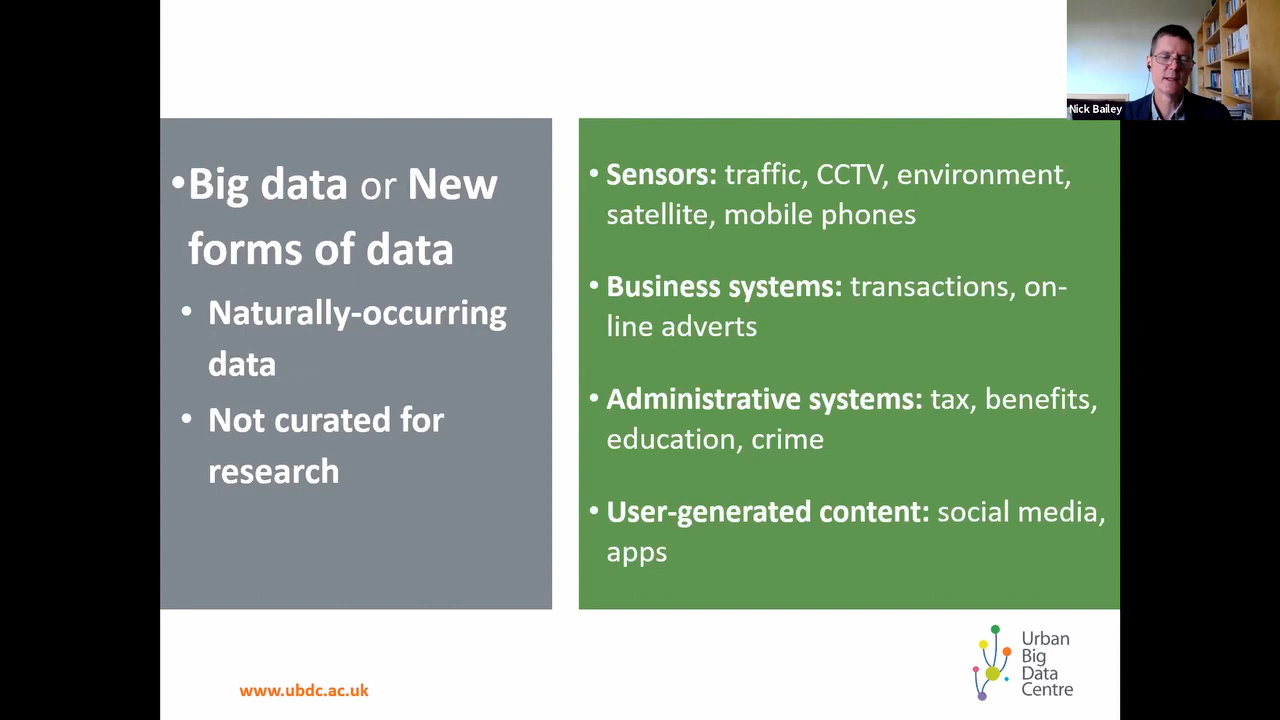 Nick Bailey
•Big data or New
forms of data
• Naturally-occurring
data
• Not curated for
research
• Sensors: traffic, CCTV, environment,
satellite, mobile phones
• Business systems: transactions, on-
line adverts
• Administrative systems: tax, benefits,
education, crime
• User-generated content: social media,
apps
www.ubdc.ac.uk
Urban
Big
Data
Centre